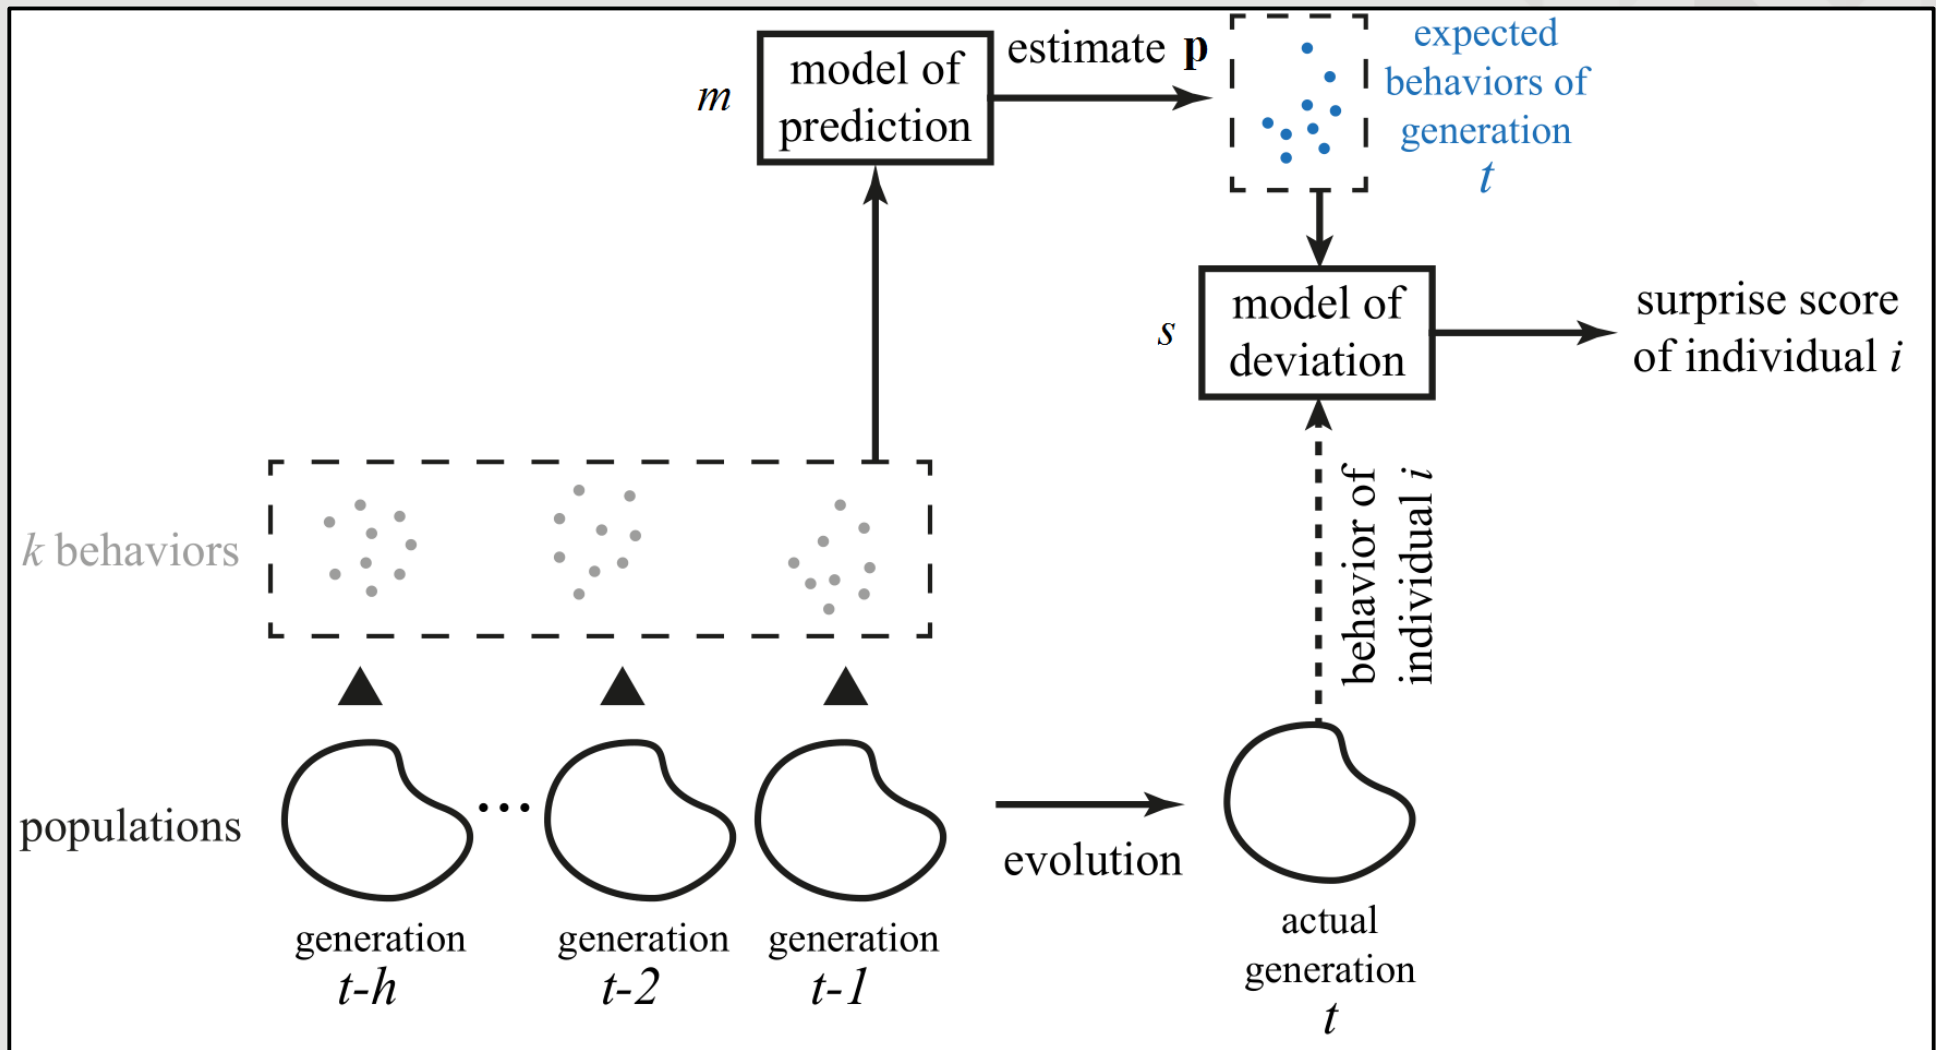 m
model of
prediction
estimate p
expected
behaviors of
generation
t
s
model of
deviation
surprise score
of individual i
k behaviors
behavior of
individual i
populations
...
evolution
generation
t-h
generation
t-2
generation
t-1
actual
generation
t